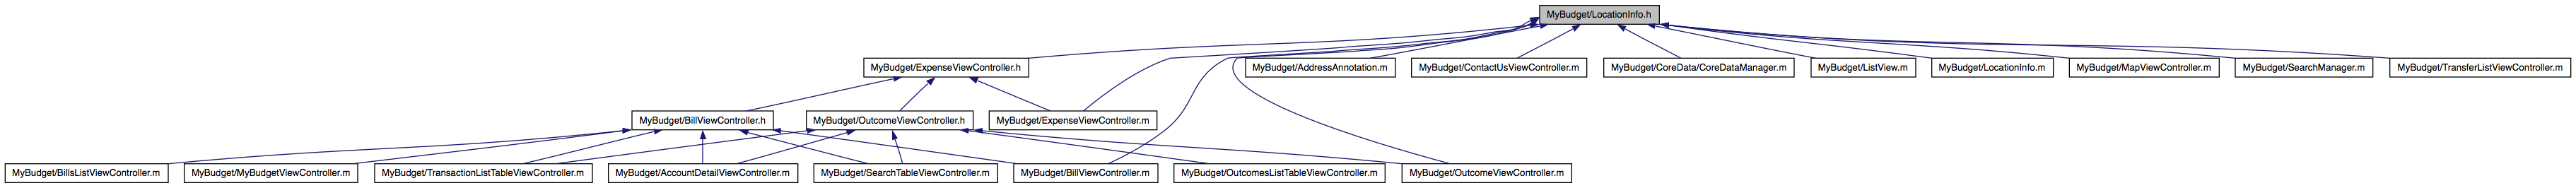 MyBudget/LocationInfo.h
MyBudget/ExpenseViewController.h
MyBudget/AddressAnnotation.m
MyBudget/ContactUsViewController.m
MyBudget/CoreData/CoreDataManager.m
MyBudget/ListView.m
MyBudget/LocationInfo.m
MyBudget/MapViewController.m
MyBudget/SearchManager.m
MyBudget/TransferListViewController.m
MyBudget/BillViewController.h
MyBudget/OutcomeViewController.h
MyBudget/ExpenseViewController.m
MyBudget/BillsListViewController.m
MyBudget/MyBudgetViewController.m
MyBudget/TransactionListTableViewController.m
MyBudget/AccountDetailViewController.m
MyBudget/SearchTableViewController.m
MyBudget/BillViewController.m
MyBudget/OutcomesListTableViewController.m
MyBudget/OutcomeViewController.m